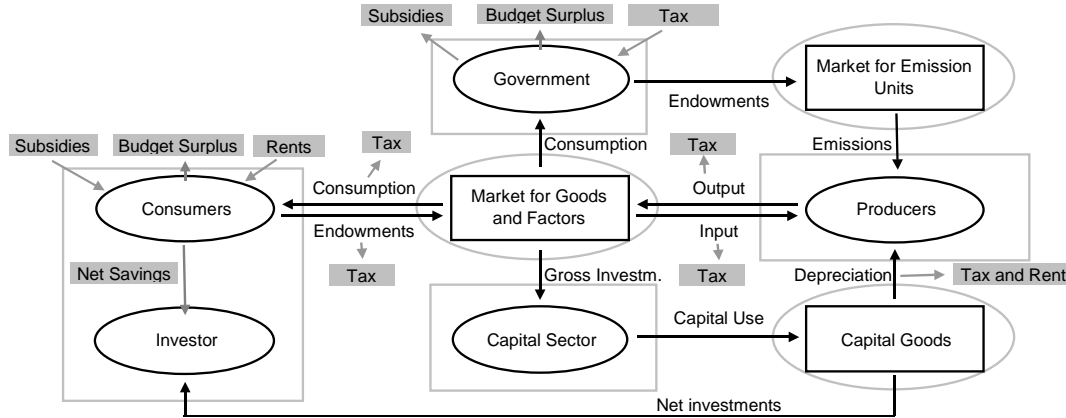 Subsidies
Budget Surplus
Tax
Government
Endowments
Market for Emission
Units
Consumption
Emissions
Subsidies
Budget Surplus
Rents
Tax
Tax
Consumers
Consumption
Endowments
Tax
Market for Goods
and Factors
Output
Input
Tax
Producers
Net Savings
Gross Investm.
Depreciation
Tax and Rent
Investor
Capital Sector
Capital Use
Capital Goods
Net investments